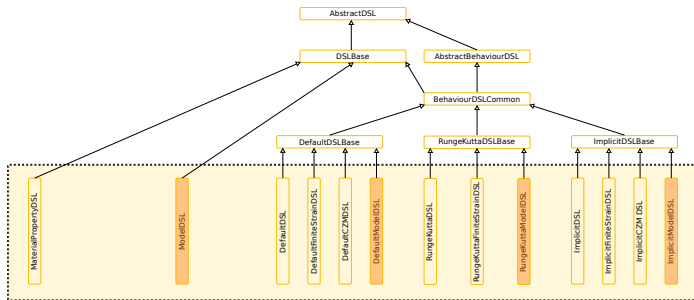 AbstractDSL
DSLBase
AbstractBehaviourDSL
BehaviourDSLCommon
DefaultDSLBase
RungeKuttaDSLBase
ImplicitDSLBase
MaterialPropertyDSL
ModelDSL
DefaultDSL
DefaultFiniteStrainDSL
DefaultCZMDSL
DefaultModelDSL
RungeKuttaDSL
RungeKuttaFiniteStrainDSL
RungeKuttaModelDSL
ImplicitDSL
ImplicitFiniteStrainDSL
ImplicitCZM DSL
ImplicitModelDSL